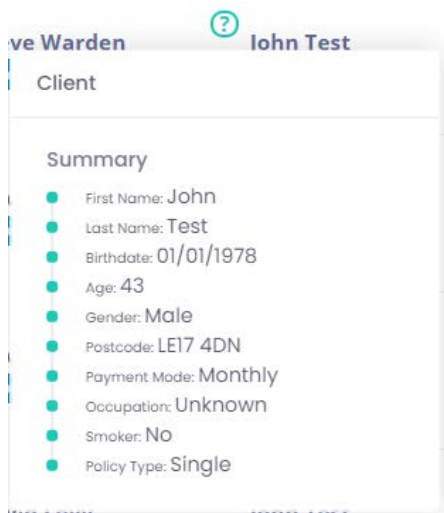 ?
ve Warden
John Test
Client
Summary
First Name: John
Last Name: Test
Birthdate: 01/01/1978
Age: 43
Gender: Male
Postcode: LE17 4DN
Payment Mode: Monthly
Occupation: Unknown
Smoker: No
Policy Type: Single